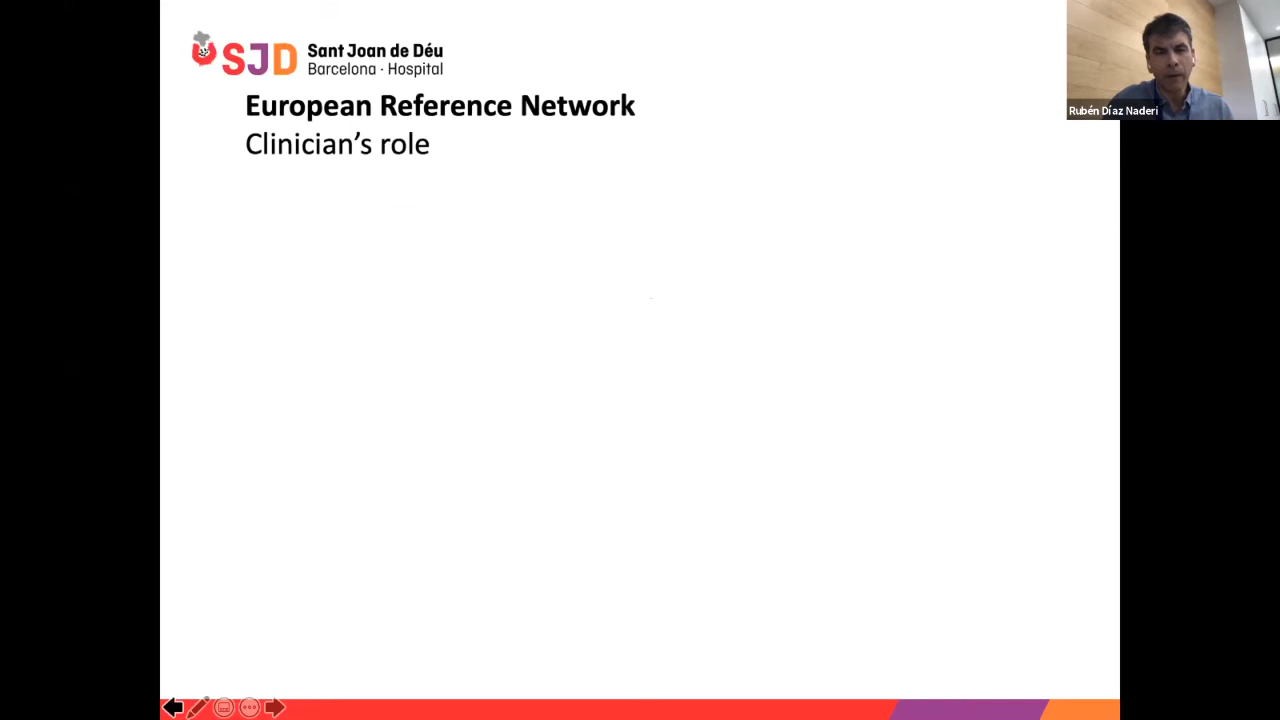 SJD
Sant Joan de Déu
Barcelona · Hospital
European Reference Network
Clinician's role
Rubén Díaz Naderi